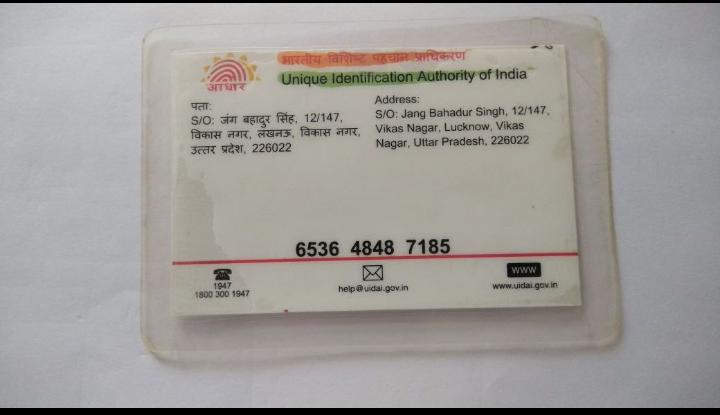 भारतीय विशिष्ट पहचान प्राधिकरण
Unique Identification Authority of India
आधार
पता:
S/O: जंग बहादुर सिंह, 12/147,
विकास नगर, लखनऊ, विकास नगर,
उत्तर प्रदेश, 226022
Address:
S/O: Jang Bahadur Singh, 12/147,
Vikas Nagar, Lucknow, Vikas
Nagar, Uttar Pradesh, 226022
6536 4848 7185
1947
1800 300 1947
help@uidai.gov.in
www
www.uidai.gov.in